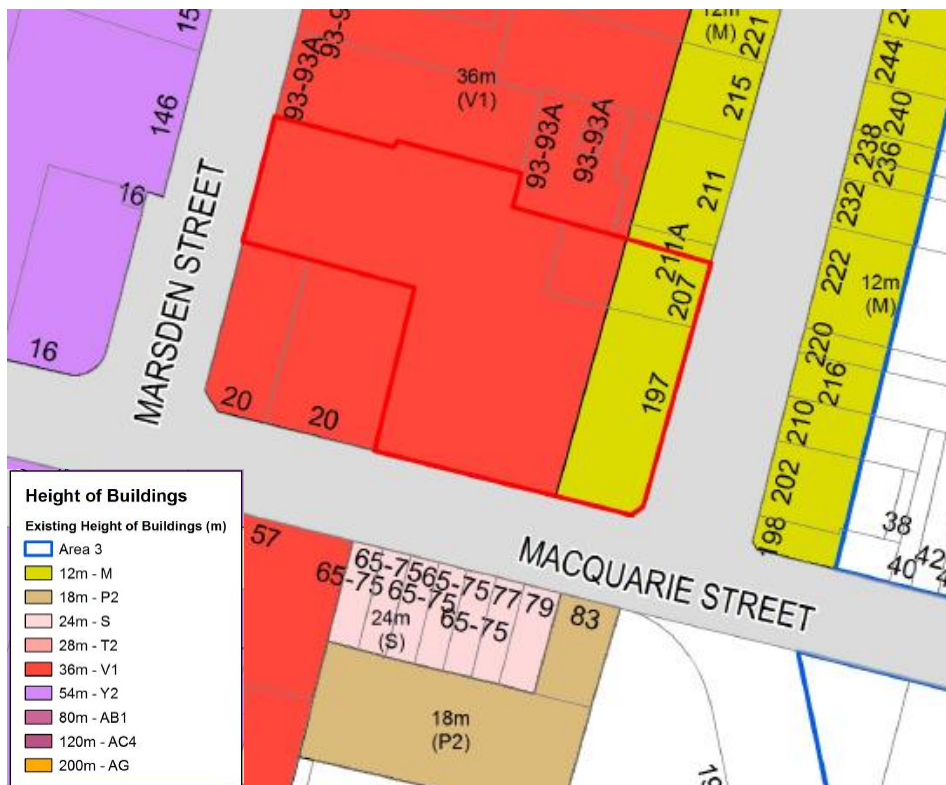 15
93-93A
93-9
12m
(M)
221
24
146
36m
(V1)
215
244
240
93-93A
93-93A
238
236
16
211
232
MARSDEN STREET
211A
222
207
12m
(M)
16
220
197
216
20
20
210
202
38
198
40
42
Height of Buildings
Existing Height of Buildings (m)
Area 3
12m - M
18m - P2
24m - S
28m - T2
36m - V1
54m - Y2
80m - AB1
120m - AC4
200m - AG
57
65-75
65-75
65-75
65-75
65-75
77
79
83
24m
(S)
MACQUARIE STREET
18m
(P2)
19